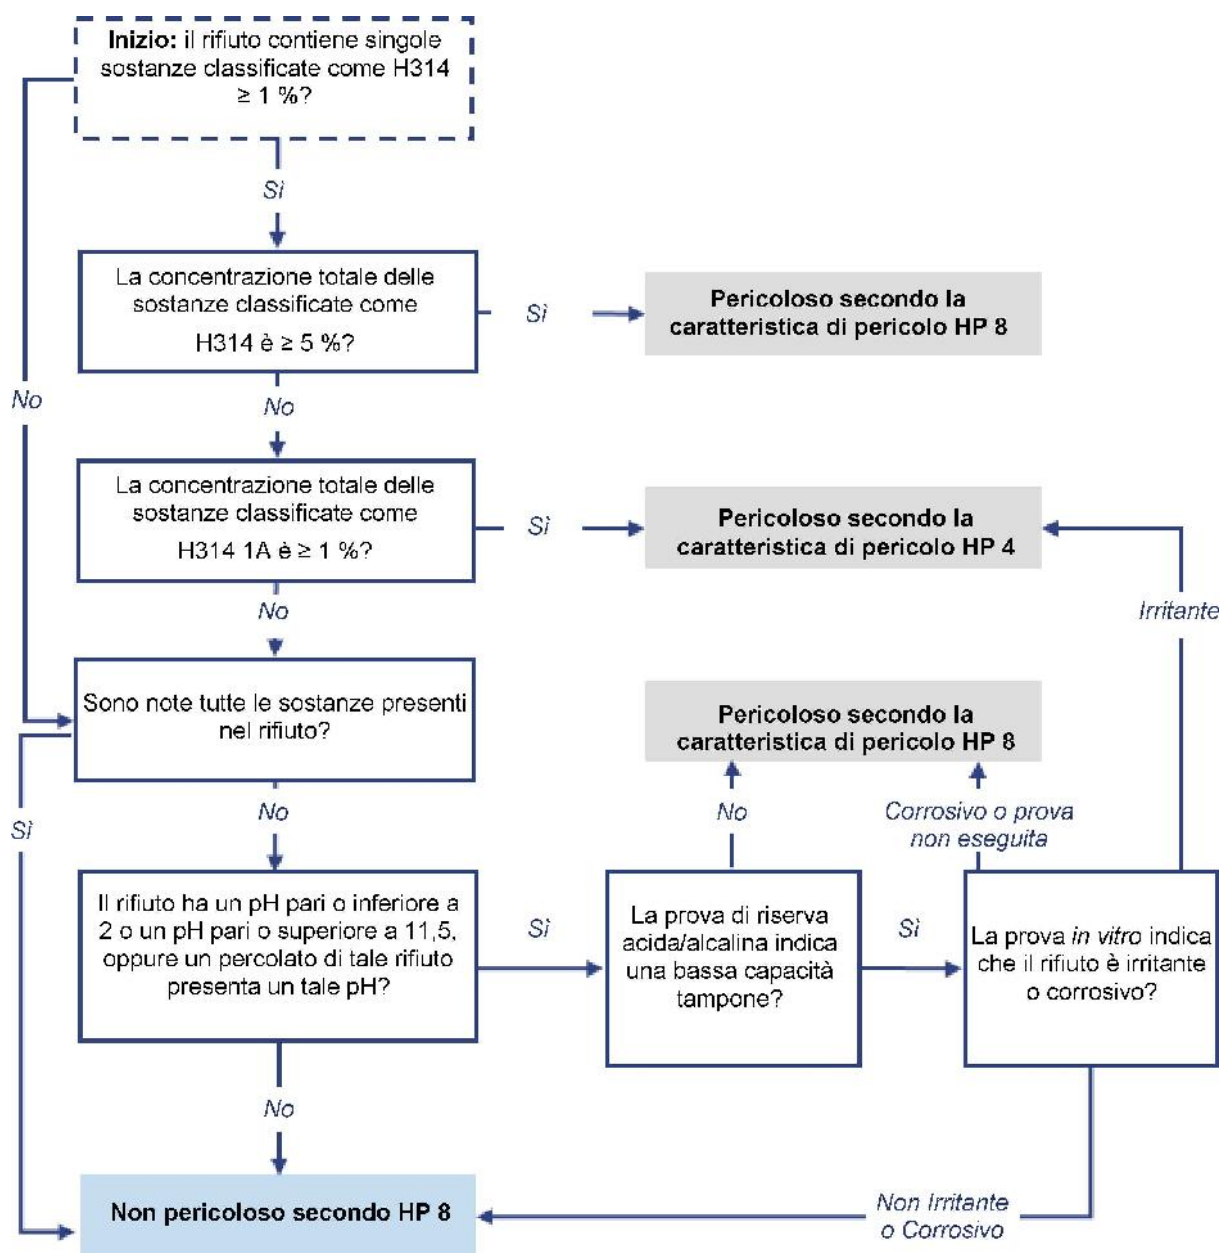 Inizio: il rifiuto contiene singole
sostanze classificate come H314
≥ 1 %?
Sì
No
La concentrazione totale delle
sostanze classificate come
H314 è ≥ 5 %?
Sì
Pericoloso secondo la
caratteristica di pericolo HP 8
No
La concentrazione totale delle
sostanze classificate come
H314 1A è ≥ 1 %?
Sì
Pericoloso secondo la
caratteristica di pericolo HP 4
No
Irritante
Sono note tutte le sostanze presenti
nel rifiuto?
Pericoloso secondo la
caratteristica di pericolo HP 8
Sì
No
No
Corrosivo o prova
non eseguita
Il rifiuto ha un pH pari o inferiore a
2 o un pH pari o superiore a 11,5,
oppure un percolato di tale rifiuto
presenta un tale pH?
Sì
La prova di riserva
acida/alcalina indica
una bassa capacità
tampone?
Sì
La prova in vitro indica
che il rifiuto è irritante
o corrosivo?
No
Non pericoloso secondo HP 8
Non Irritante
o Corrosivo